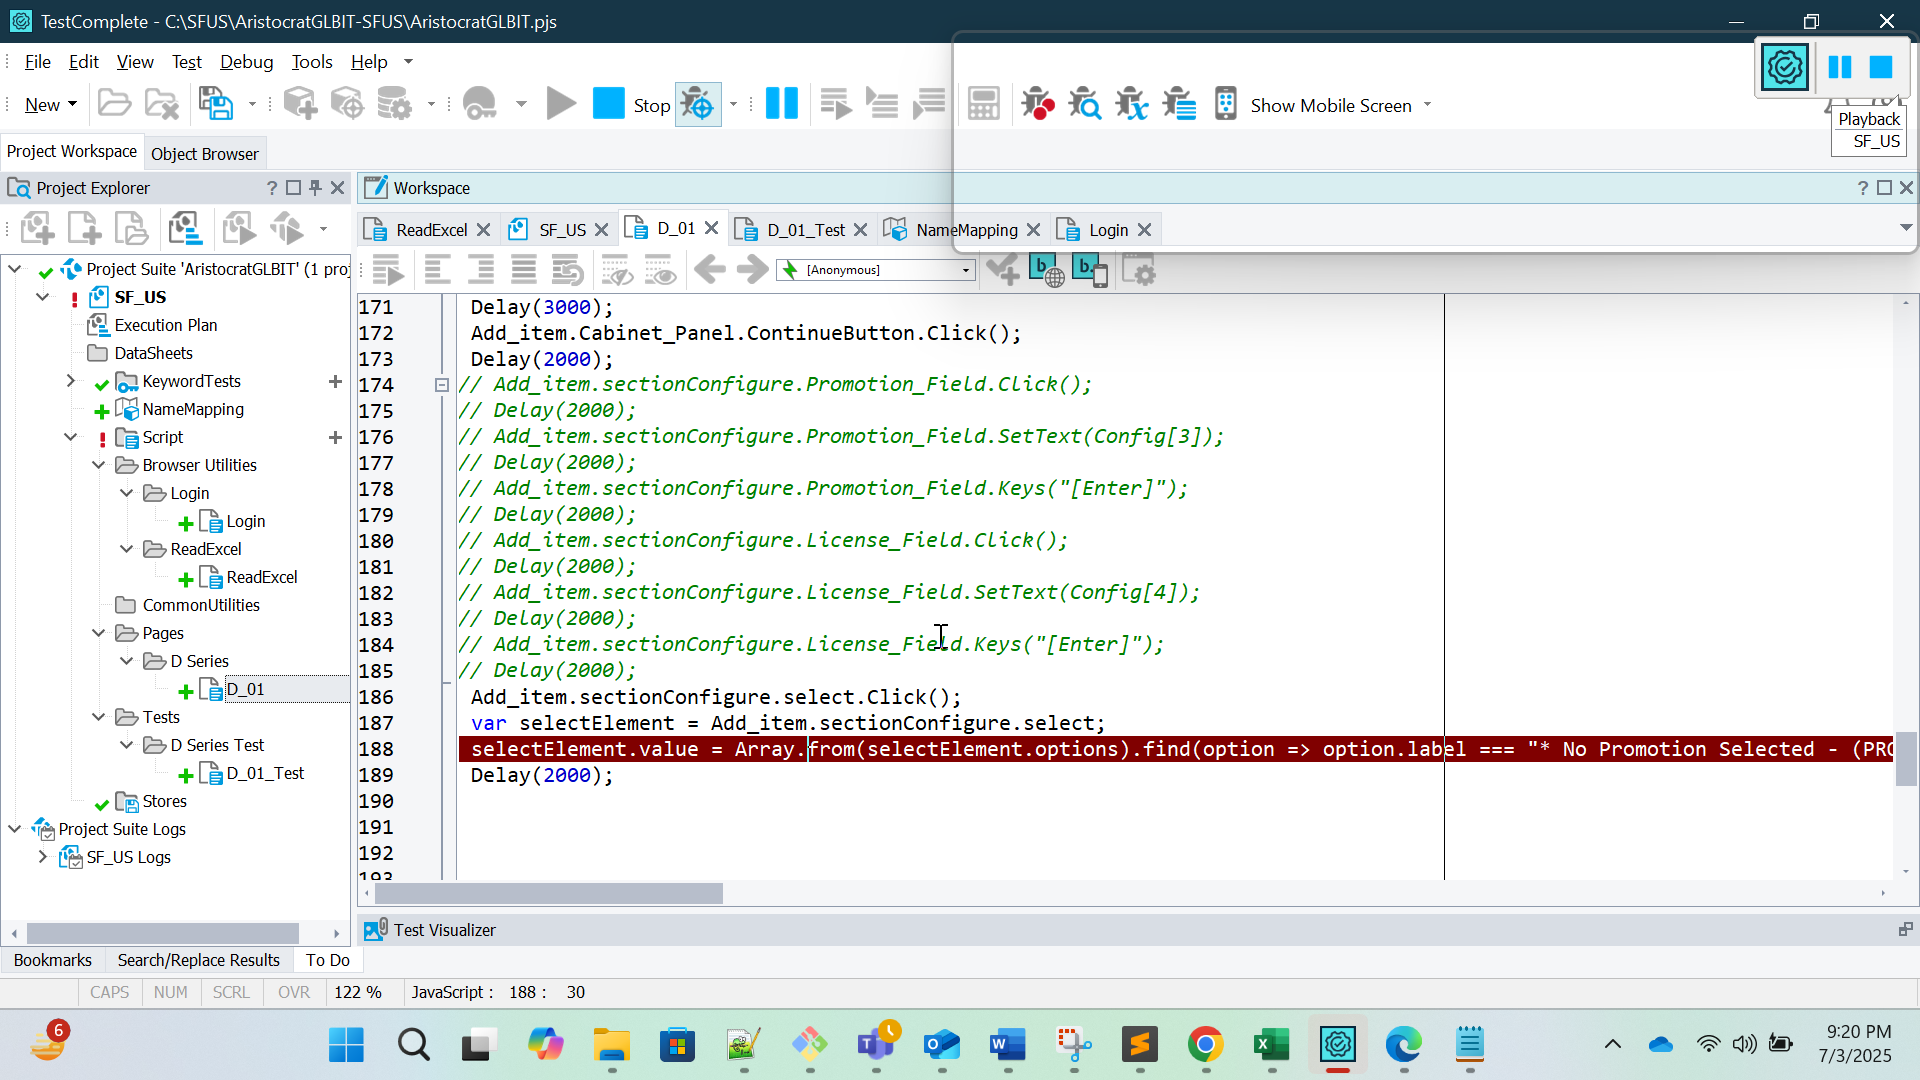 TestComplete - C:\SFUS\AristocratGLBIT-SFUS\AristocratGLBIT.pjs
File Edit View Test Debug Tools Help
New Stop Show Mobile Screen
Playback
SF_US
Project Workspace Object Browser
Project Explorer
Workspace
ReadExcel SF_US D_01 D_01_Test NameMapping Login
[Anonymous]
Project Suite 'AristocratGLBIT' (1 proj
SF_US
Execution Plan
DataSheets
KeywordTests
NameMapping
Script
Browser Utilities
Login
Login
ReadExcel
ReadExcel
CommonUtilities
Pages
D Series
D_01
Tests
D Series Test
D_01_Test
Stores
Project Suite Logs
SF_US Logs
171 Delay(3000);
172 Add_item.Cabinet_Panel.ContinueButton.Click();
173 Delay(2000);
174 // Add_item.sectionConfigure.Promotion_Field.Click();
175 // Delay(2000);
176 // Add_item.sectionConfigure.Promotion_Field.SetText(Config[3]);
177 // Delay(2000);
178 // Add_item.sectionConfigure.Promotion_Field.Keys("[Enter]");
179 // Delay(2000);
180 // Add_item.sectionConfigure.License_Field.Click();
181 // Delay(2000);
182 // Add_item.sectionConfigure.License_Field.SetText(Config[4]);
183 // Delay(2000);
184 // Add_item.sectionConfigure.License_Field.Keys("[Enter]");
185 // Delay(2000);
186 Add_item.sectionConfigure.select.Click();
187 var selectElement = Add_item.sectionConfigure.select;
188 selectElement.value = Array.from(selectElement.options).find(option => option.label === "* No Promotion Selected - (PRO
189 Delay(2000);
190
191
192
193
Test Visualizer
Bookmarks Search/Replace Results To Do
CAPS NUM SCRL OVR 122 % JavaScript : 188 : 30
6
9:20 PM
7/3/2025